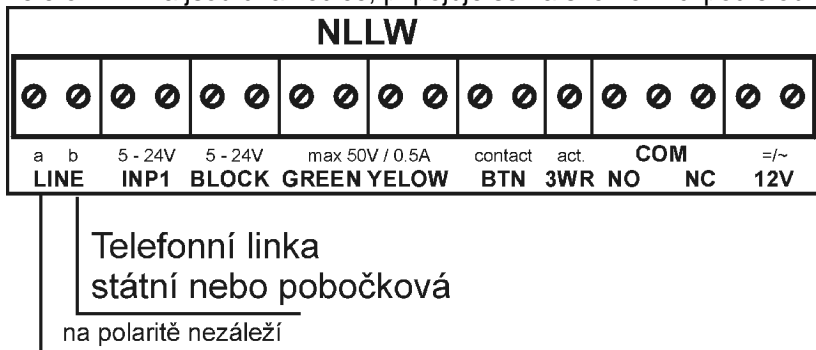 NLLW
a b 5 - 24V 5 - 24V max 50V / 0.5A contact act. COM =/~
LINE INP1 BLOCK GREEN YELOW BTN 3WR NO NC 12V
Telefonní linka
státní nebo pobočková
na polaritě nezáleží